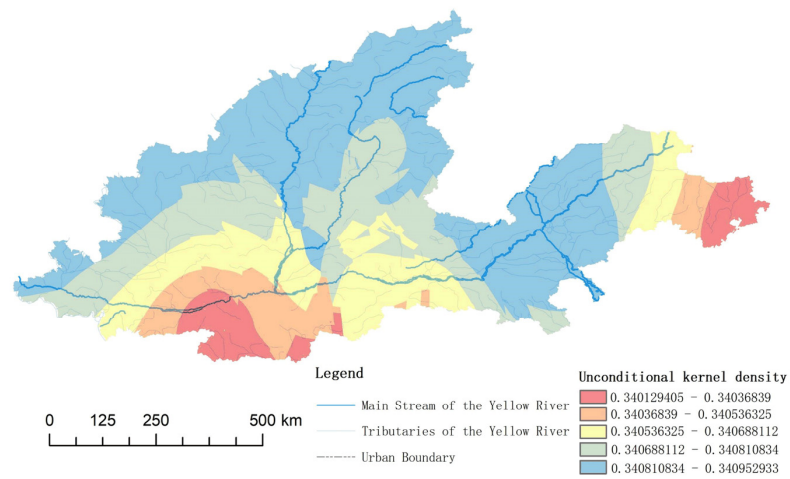 Legend
Main Stream of the Yellow River
Tributaries of the Yellow River
Urban Boundary
0 125 250 500 km
Unconditional kernel density
0.340129405 - 0.34036839
0.34036839 - 0.340536325
0.340536325 - 0.340688112
0.340688112 - 0.340810834
0.340810834 - 0.340952933